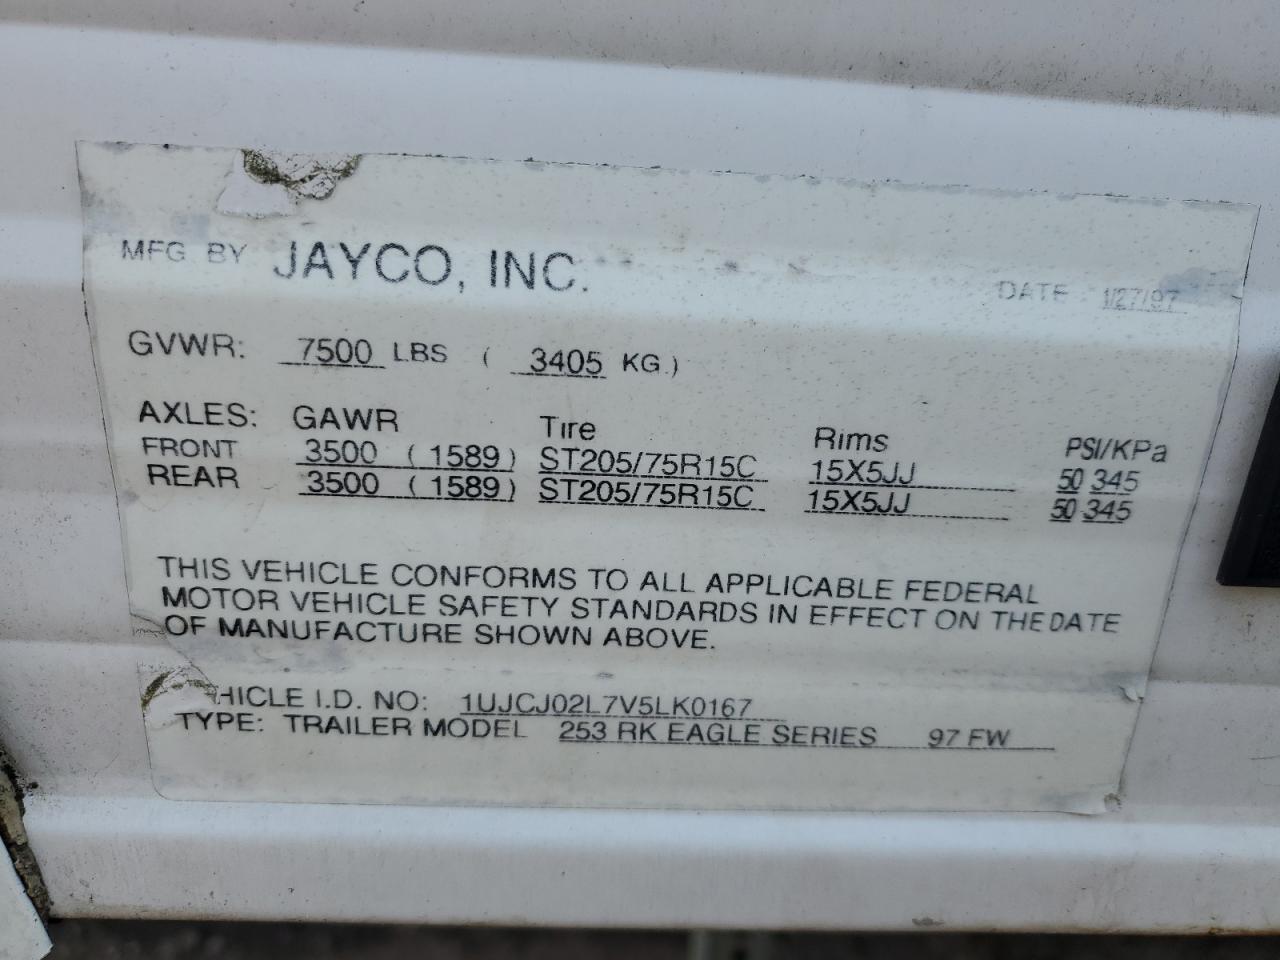 MFG BY JAYCO, INC.
DATE 1/27/97
GVWR: 7500 LBS ( 3405 KG.)
AXLES: GAWR Tire Rims PSI/KPa
FRONT 3500 ( 1589 ) ST205/75R15C 15X5JJ 50 345
REAR 3500 ( 1589 ) ST205/75R15C 15X5JJ 50 345
THIS VEHICLE CONFORMS TO ALL APPLICABLE FEDERAL
MOTOR VEHICLE SAFETY STANDARDS IN EFFECT ON THE DATE
OF MANUFACTURE SHOWN ABOVE.
HICLE I.D. NO: 1UJCJ02L7V5LK0167
TYPE: TRAILER MODEL 253 RK EAGLE SERIES 97 FW